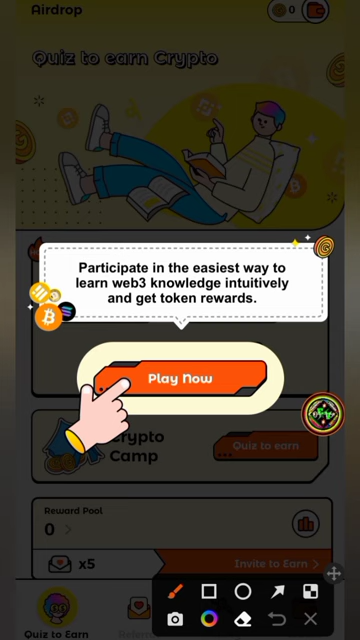 Airdrop
0
Quiz to earn Crypto
Participate in the easiest way to
learn web3 knowledge intuitively
and get token rewards.
Play Now
Crypto
Camp
Quiz to earn
Reward Pool
0 >
x5
Invite to Earn >
Quiz to Earn